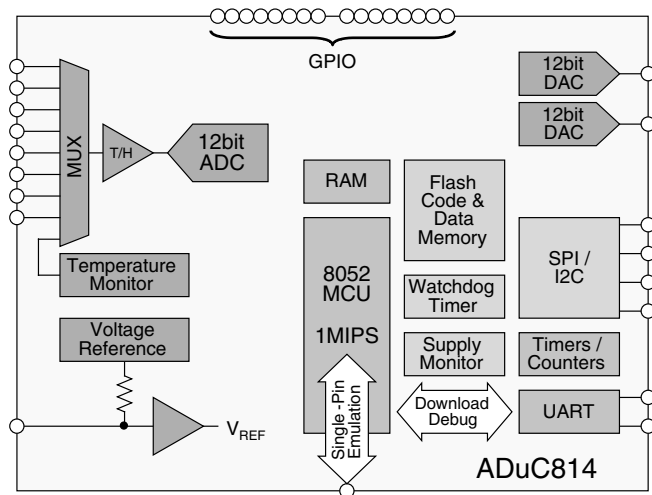 GPIO
12bit
DAC
12bit
DAC
MUX
T/H
12bit
ADC
RAM
Flash
Code &
Data
Memory
Temperature
Monitor
8052
MCU
1MIPS
Watchdog
Timer
SPI /
I2C
Voltage
Reference
Supply
Monitor
Timers /
Counters
Single -Pin
Emulation
Download
Debug
UART
VREF
ADuC814